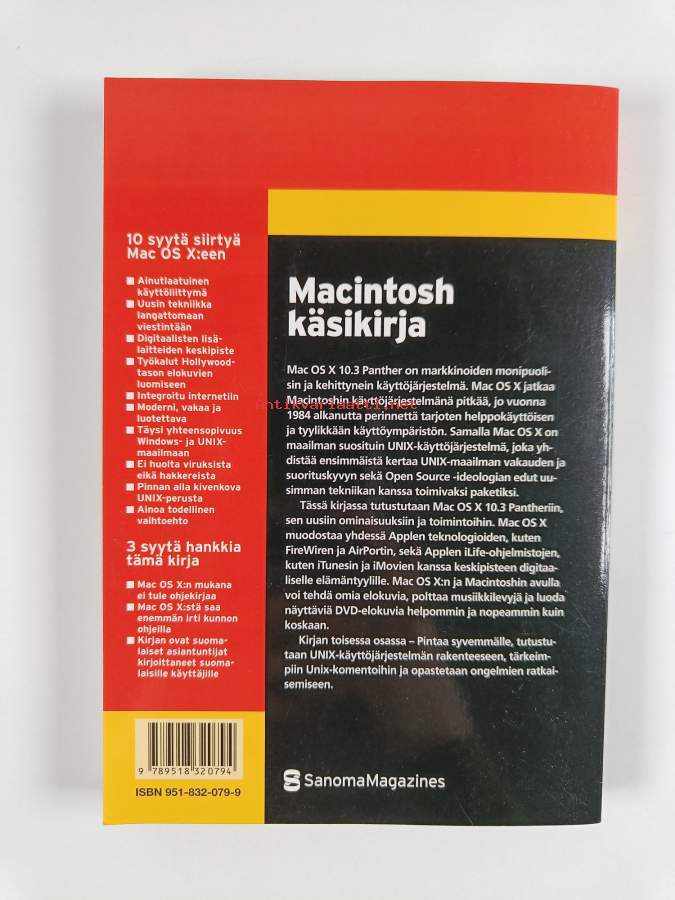 10 syytä siirtyä
Mac OS X:een
Ainutlaatuinen
käyttöliittymä
Uusin tekniikka
langattomaan
viestintään
Digitaalisten lisä-
laitteiden keskipiste
Työkalut Hollywood-
tason elokuvien
luomiseen
Integroitu internetiin
Moderni, vakaa ja
luotettava
Täysi yhteensopivuus
Windows- ja UNIX-
maailmaan
Ei huolta viruksista
eikä hakkereista
Pinnan alla kivenkova
UNIX-perusta
Ainoa todellinen
vaihtoehto
3 syytä hankkia
tämä kirja
Mac OS X:n mukana
ei tule ohjekirjaa
Mac OS X:stä saa
enemmän irti kunnon
ohjeilla
Kirjan ovat suoma-
laiset asiantuntijat
kirjoittaneet suoma-
laisille käyttäjille
9 789518 320794
ISBN 951-832-079-9
Macintosh
käsikirja
Mac OS X 10.3 Panther on markkinoiden monipuoli-
sin ja kehittynein käyttöjärjestelmä. Mac OS X jatkaa
Macintoshin käyttöjärjestelmänä pitkää, jo vuonna
1984 alkanutta perinnettä tarjoten helppokäyttöisen
ja tyylikkään käyttöympäristön. Samalla Mac OS X on
maailman suosituin UNIX-käyttöjärjestelmä, joka yh-
distää ensimmäistä kertaa UNIX-maailman vakauden ja
suorituskyvyn sekä Open Source -ideologian edut uu-
simman tekniikan kanssa toimivaksi paketiksi.
Tässä kirjassa tutustutaan Mac OS X 10.3 Pantheriin,
sen uusiin ominaisuuksiin ja toimintoihin. Mac OS X
muodostaa yhdessä Applen teknologioiden, kuten
FireWiren ja AirPortin, sekä Applen iLife-ohjelmistojen,
kuten iTunesin ja iMovien kanssa keskipisteen digitaa-
liselle elämäntyylille. Mac OS X:n ja Macintoshin avulla
voi tehdä omia elokuvia, polttaa musiikkilevyjä ja luoda
näyttäviä DVD-elokuvia helpommin ja nopeammin kuin
koskaan.
Kirjan toisessa osassa – Pintaa syvemmälle, tutustu-
taan UNIX-käyttöjärjestelmän rakenteeseen, tärkeim-
piin Unix-komentoihin ja opastetaan ongelmien ratkai-
semiseen.
SanomaMagazines
antikvariaatti.net